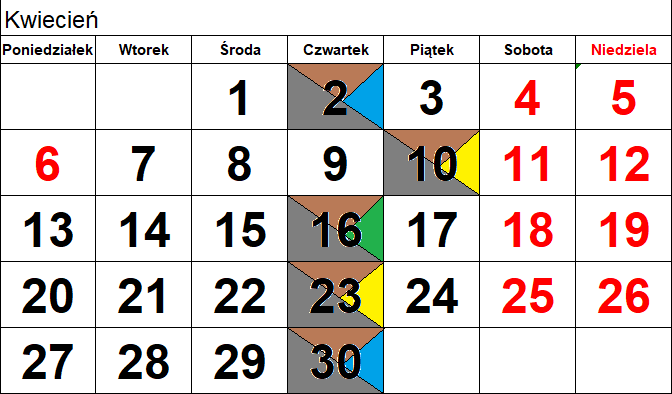 Kwiecień
Poniedziałek Wtorek Środa Czwartek Piątek Sobota Niedziela
1 2 3 4 5
6 7 8 9 10 11 12
13 14 15 16 17 18 19
20 21 22 23 24 25 26
27 28 29 30